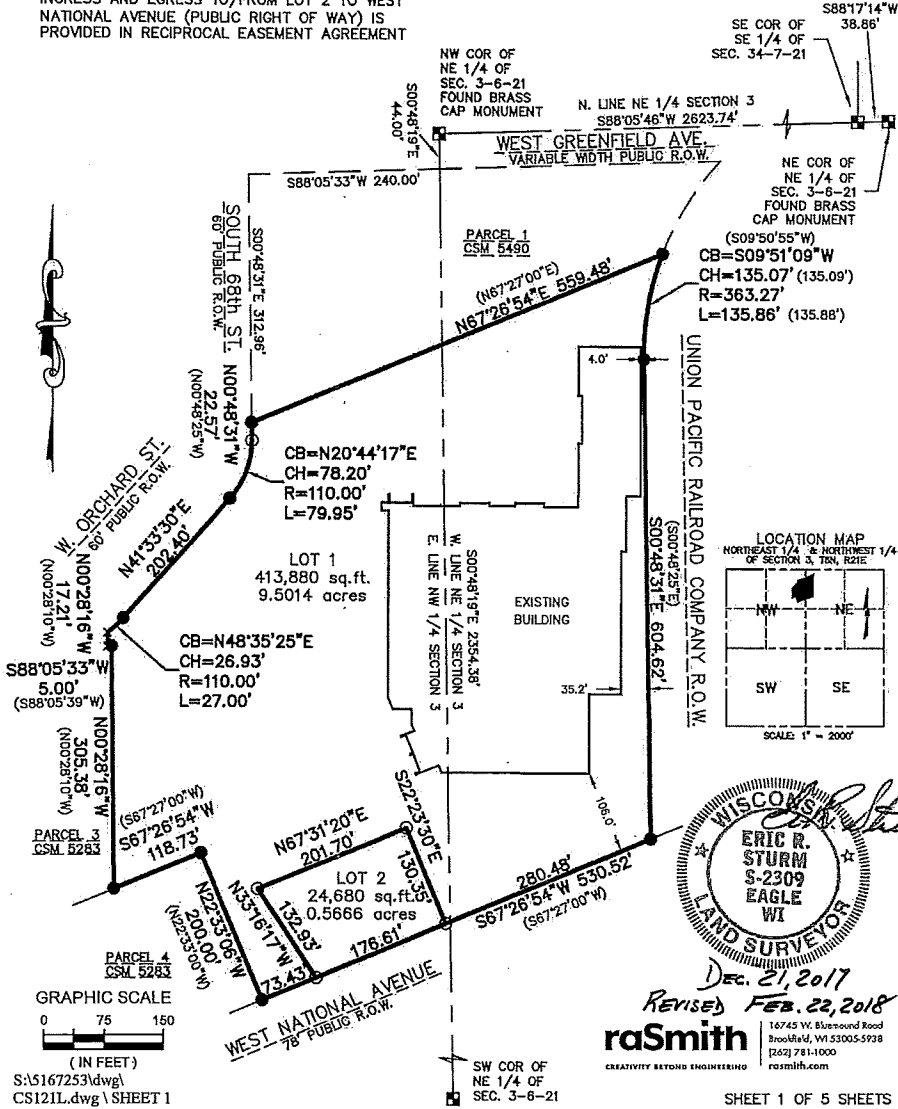 INGRESS AND EGRESS TO/FROM LOT 2 TO WEST
NATIONAL AVENUE (PUBLIC RIGHT OF WAY) IS
PROVIDED IN RECIPROCAL EASEMENT AGREEMENT
S88°17'14"W
38.86'
SE COR OF
SE 1/4 OF
SEC. 34-7-21
NW COR OF
NE 1/4 OF
SEC. 3-6-21
FOUND BRASS
CAP MONUMENT
S00°48'19"E
44.00'
N. LINE NE 1/4 SECTION 3
S88°05'46"W 2623.74'
WEST GREENFIELD AVE.
VARIABLE WIDTH PUBLIC R.O.W.
S88°05'33"W 240.00'
NE COR OF
NE 1/4 OF
SEC. 3-6-21
FOUND BRASS
CAP MONUMENT
(S09°50'55"W)
CB=S09°51'09"W
CH=135.07' (135.09')
R=363.27'
L=135.86' (135.88')
PARCEL 1
CSM 5490
(N67°27'00"E)
N67°26'54"E 559.48'
SOUTH 68th ST.
60' PUBLIC R.O.W.
S00°48'31"E 312.96'
N00°48'31"W
22.57'
(N00°48'25"W)
4.0'
UNION PACIFIC RAILROAD COMPANY R.O.W.
(S00°48'25"E)
S00°48'31"E 604.62'
W. ORCHARD ST.
60' PUBLIC R.O.W.
CB=N20°44'17"E
CH=78.20'
R=110.00'
L=79.95'
N41°33'30"E
202.40'
N00°28'16"W
17.21'
(N00°28'10"W)
LOT 1
413,880 sq.ft.
9.5014 acres
S00°48'19"E 2354.38'
W. LINE NE 1/4 SECTION 3
E. LINE NW 1/4 SECTION 3
EXISTING
BUILDING
LOCATION MAP
NORTHEAST 1/4 & NORTHWEST 1/4
OF SECTION 3, T6N, R21E
NW
NE
SW
SE
SCALE: 1" = 2000'
CB=N48°35'25"E
CH=26.93'
R=110.00'
L=27.00'
S88°05'33"W
5.00'
(S88°05'39"W)
35.2'
N00°28'16"W
305.38'
(N00°28'10"W)
PARCEL 3
CSM 5283
(S67°27'00"W)
S67°26'54"W
118.73'
N67°31'20"E
201.70'
S22°23'30"E
130.35'
106.0'
LOT 2
24,680 sq.ft.
0.5666 acres
N33°16'17"W
132.93'
N22°33'06"W
200.00'
(N22°33'00"W)
280.48'
S67°26'54"W 530.52'
(S67°27'00"W)
176.61'
73.43'
PARCEL 4
CSM 5283
WEST NATIONAL AVENUE
78' PUBLIC R.O.W.
GRAPHIC SCALE
0 75 150
( IN FEET )
S:\5167253\dwg\
CS121L.dwg \ SHEET 1
SW COR OF
NE 1/4 OF
SEC. 3-6-21
WISCONSIN
ERIC R.
STURM
S-2309
EAGLE
WI
LAND SURVEYOR
DEC. 21, 2017
REVISED FEB. 22, 2018
raSmith
CREATIVITY BEYOND ENGINEERING
16745 W. Bluemound Road
Brookfield, WI 53005-5938
(262) 781-1000
rasmith.com
SHEET 1 OF 5 SHEETS